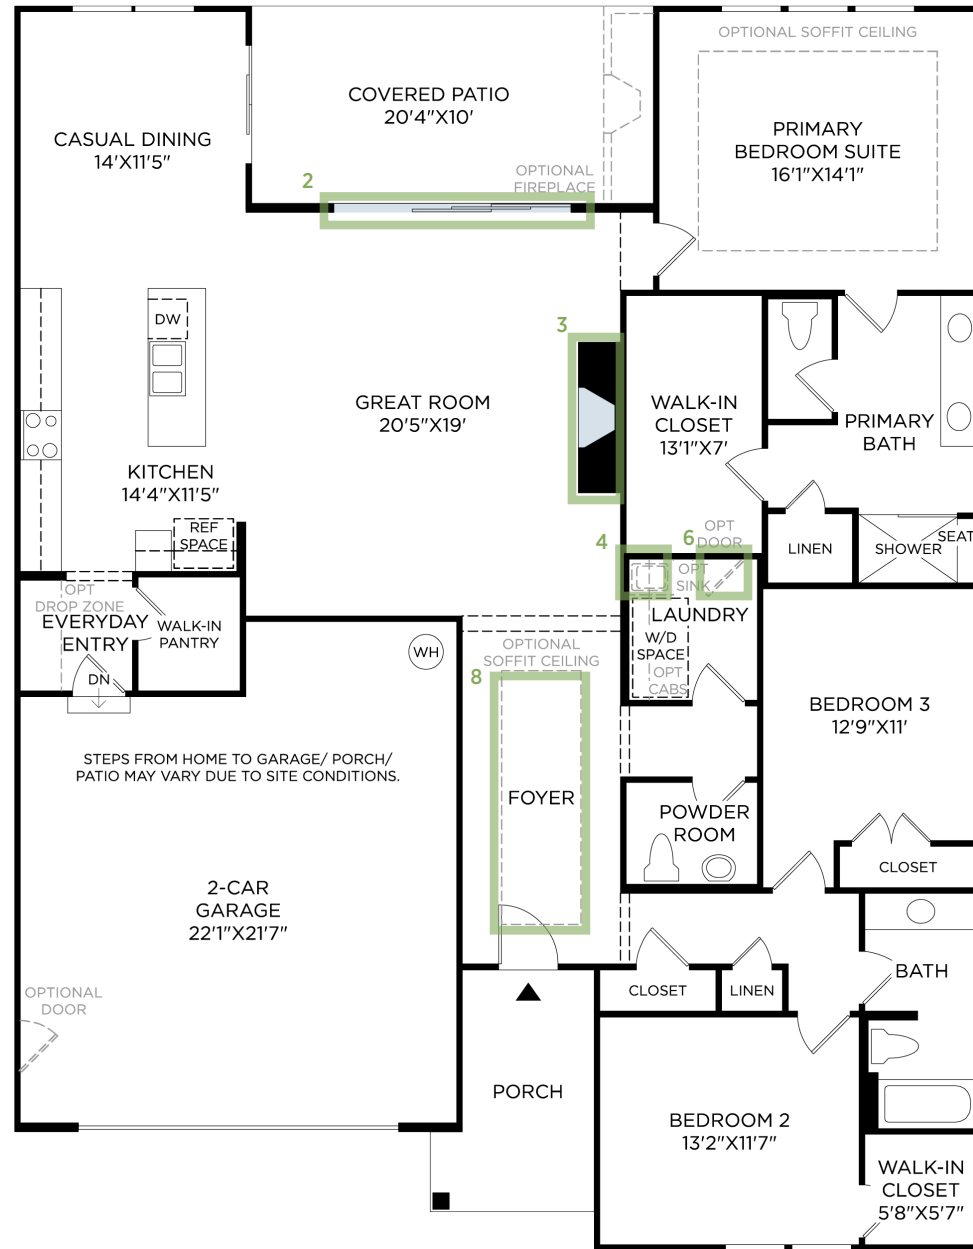 OPTIONAL SOFFIT CEILING
COVERED PATIO
20'4"X10'
CASUAL DINING
14'X11'5"
PRIMARY
BEDROOM SUITE
16'1"X14'1"
OPTIONAL
FIREPLACE
2
DW
3
GREAT ROOM
20'5"X19'
WALK-IN
CLOSET
13'1"X7'
PRIMARY
BATH
KITCHEN
14'4"X11'5"
REF
SPACE
OPT
DOOR
4
6
LINEN
SHOWER
SEAT
OPT
SINK
OPT
DROP ZONE
EVERYDAY
ENTRY
WALK-IN
PANTRY
LAUNDRY
W/D
SPACE
OPT
CABS
DN
WH
OPTIONAL
SOFFIT CEILING
8
BEDROOM 3
12'9"X11'
STEPS FROM HOME TO GARAGE/ PORCH/
PATIO MAY VARY DUE TO SITE CONDITIONS.
FOYER
POWDER
ROOM
CLOSET
2-CAR
GARAGE
22'1"X21'7"
BATH
OPTIONAL
DOOR
CLOSET
LINEN
PORCH
BEDROOM 2
13'2"X11'7"
WALK-IN
CLOSET
5'8"X5'7"